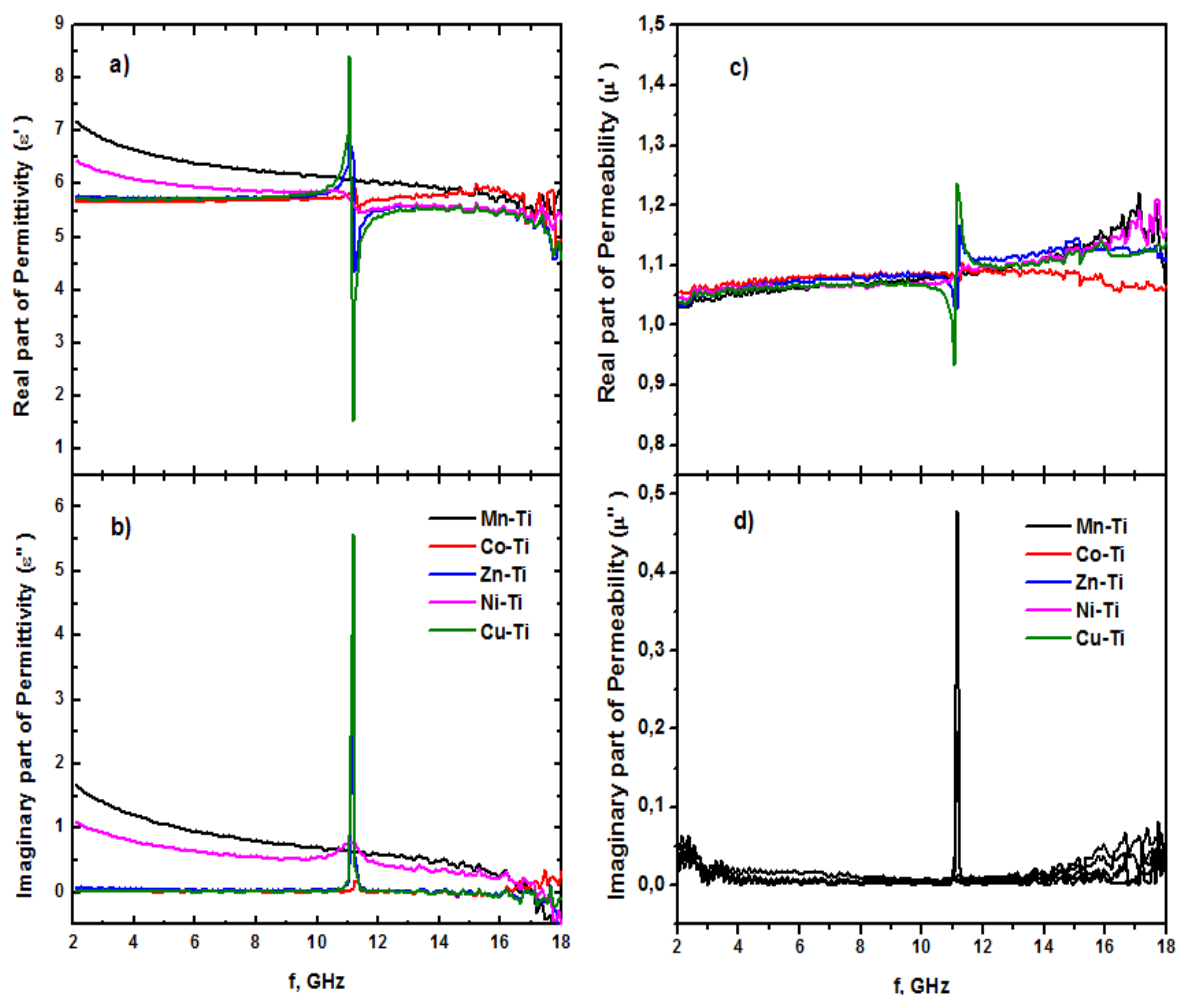 a)
Real part of Permittivity (ε')
9
8
7
6
5
4
3
2
1
b)
Imaginary part of Permittivity (ε'')
6
5
4
3
2
1
0
Mn-Ti
Co-Ti
Zn-Ti
Ni-Ti
Cu-Ti
2 4 6 8 10 12 14 16 18
f, GHz
c)
Real part of Permeability (μ')
1,5
1,4
1,3
1,2
1,1
1,0
0,9
0,8
d)
Imaginary part of Permeability (μ'')
0,5
0,4
0,3
0,2
0,1
0,0
Mn-Ti
Co-Ti
Zn-Ti
Ni-Ti
Cu-Ti
2 4 6 8 10 12 14 16 18
f, GHz